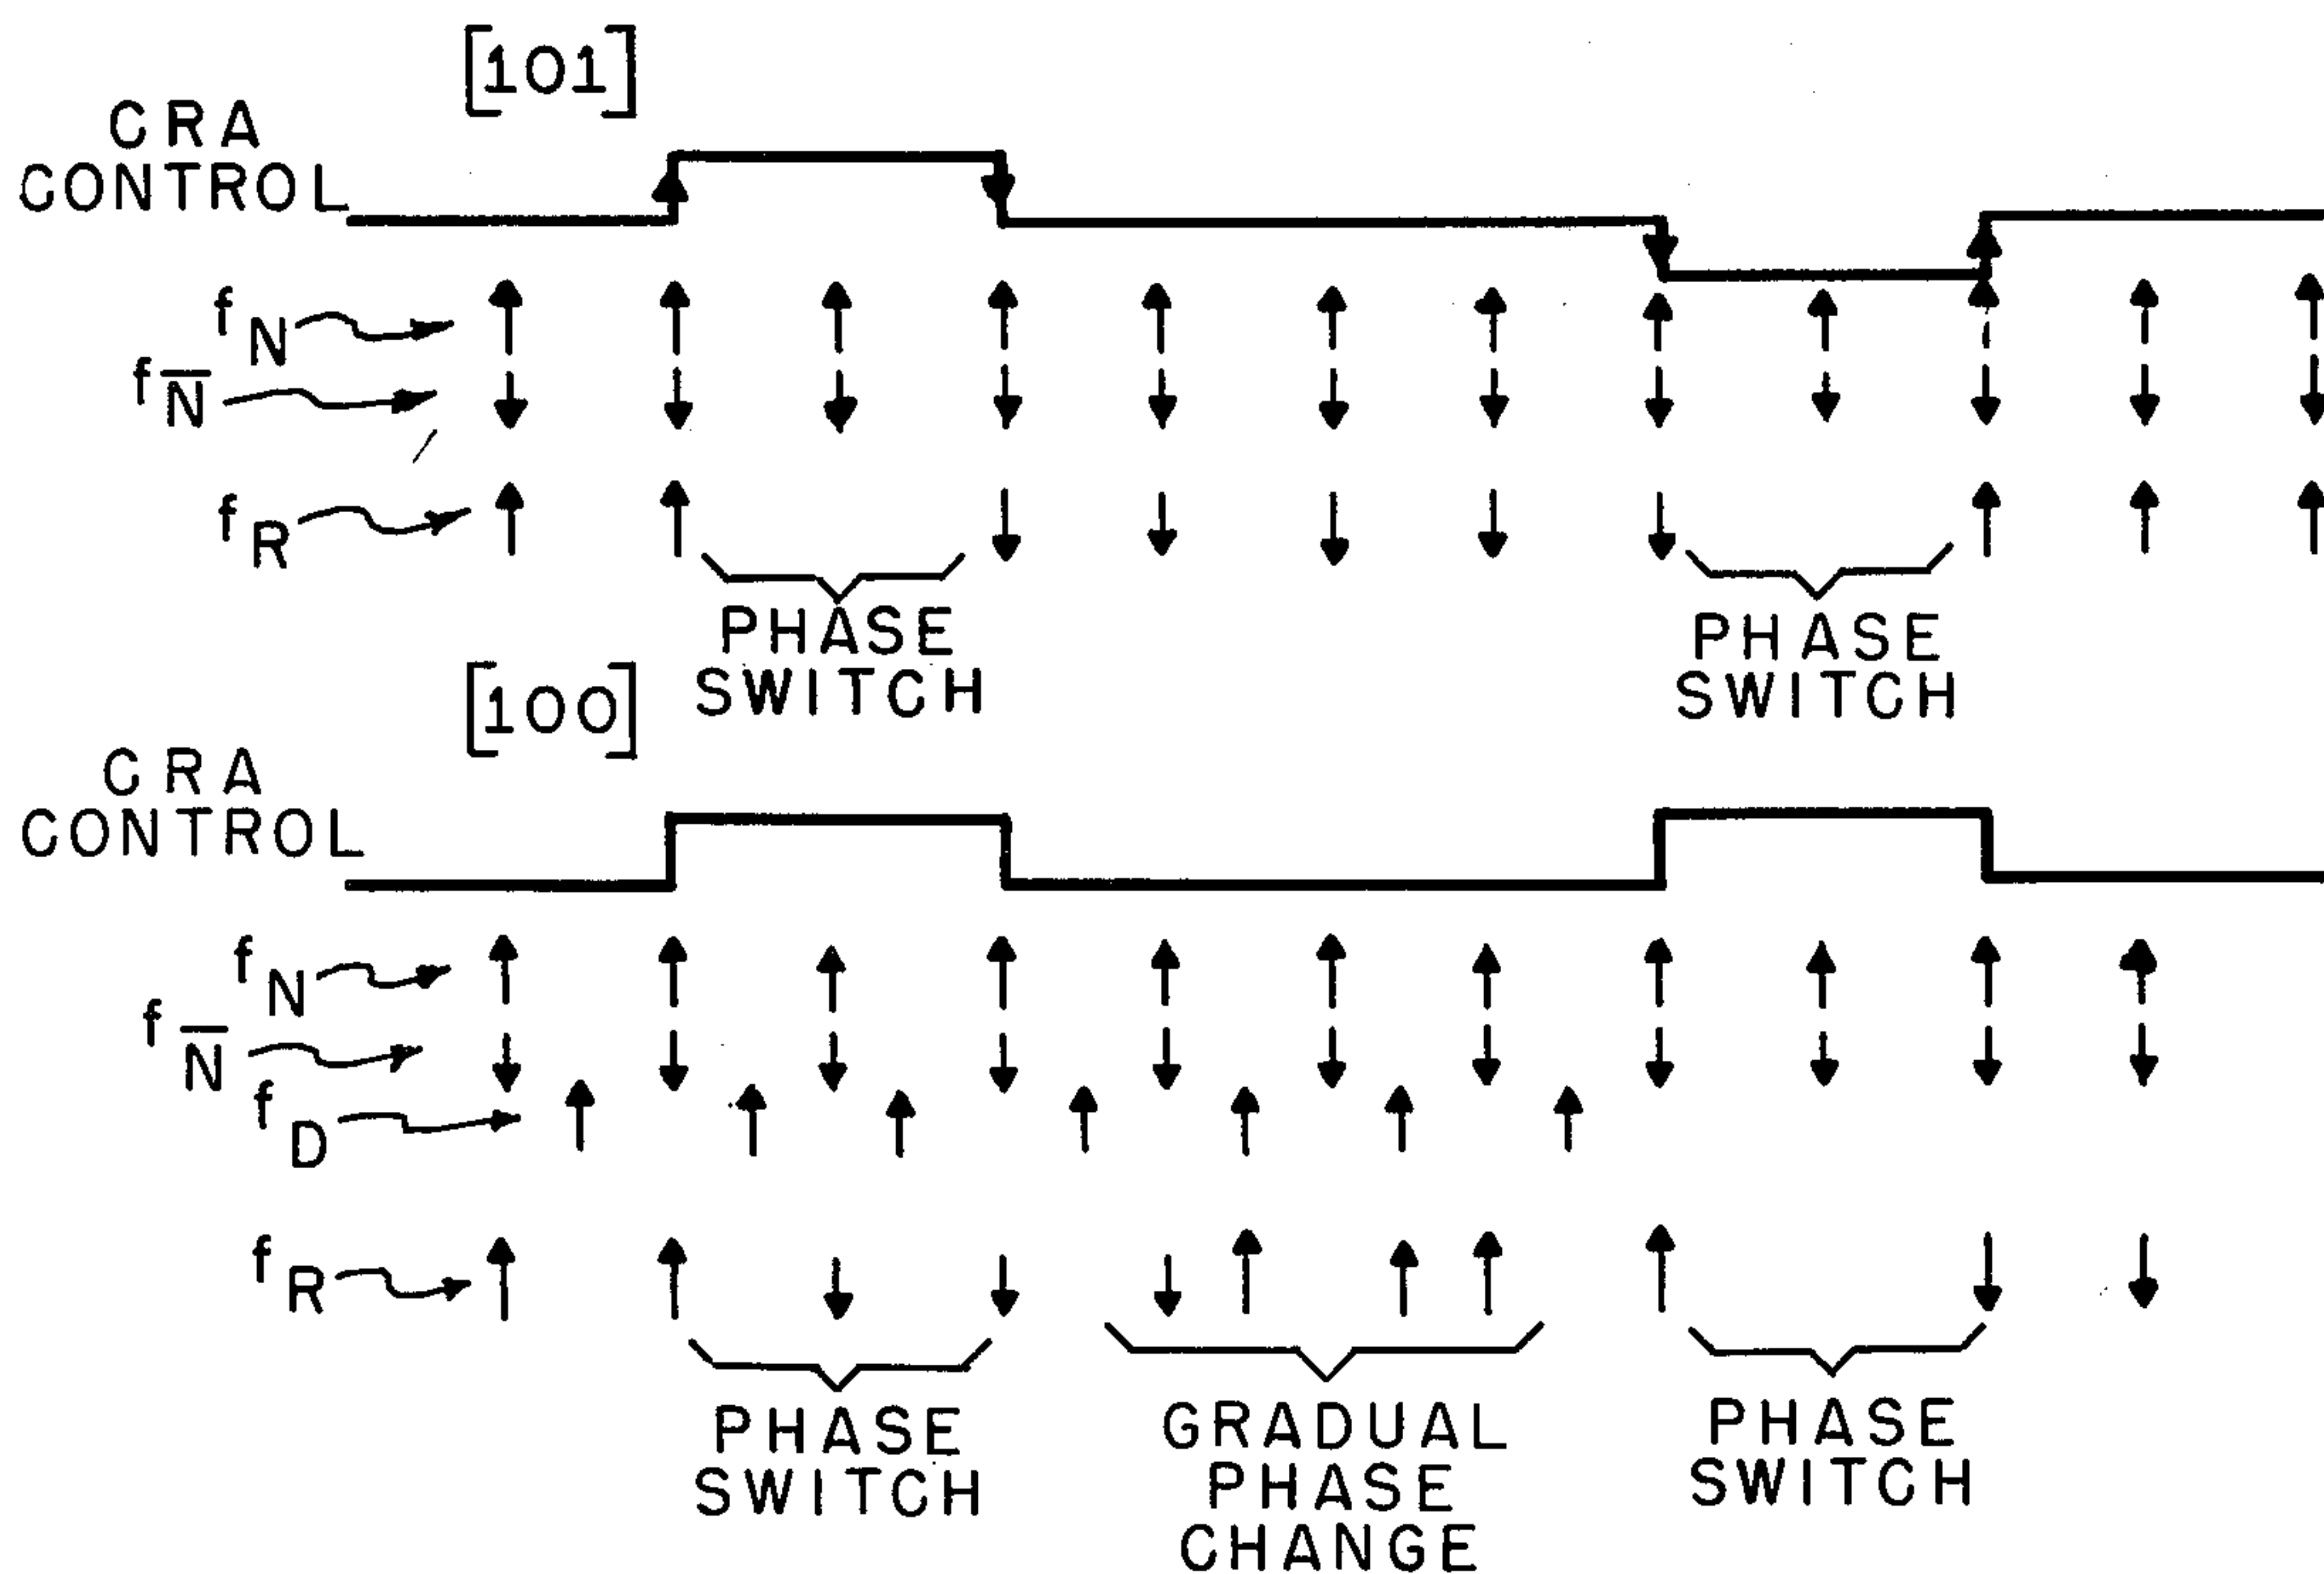 [101]
CRA
CONTROL
fN
fN̅
fR
PHASE
SWITCH
PHASE
SWITCH
[100]
CRA
CONTROL
fN
fN̅
fD
fR
PHASE
SWITCH
GRADUAL
PHASE
CHANGE
PHASE
SWITCH